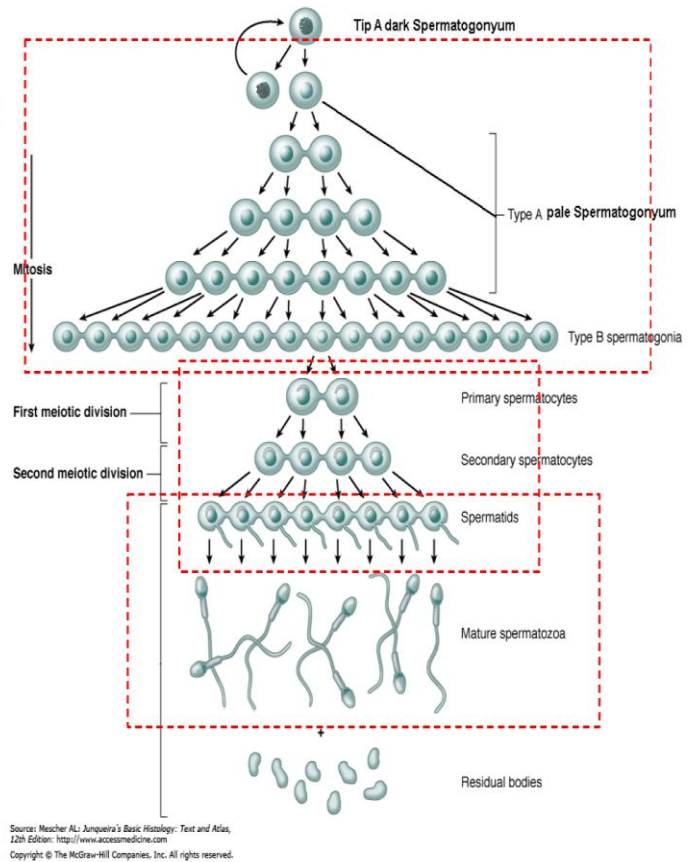 Tip A dark Spermatogonyum
Type A pale Spermatogonyum
Mitosis
Type B spermatogonia
Primary spermatocytes
First meiotic division
Secondary spermatocytes
Second meiotic division
Spermatids
Mature spermatozoa
+
Residual bodies
Source: Mescher AL: Junqueira's Basic Histology: Text and Atlas,
12th Edition: http://www.accessmedicine.com
Copyright © The McGraw-Hill Companies, Inc. All rights reserved.